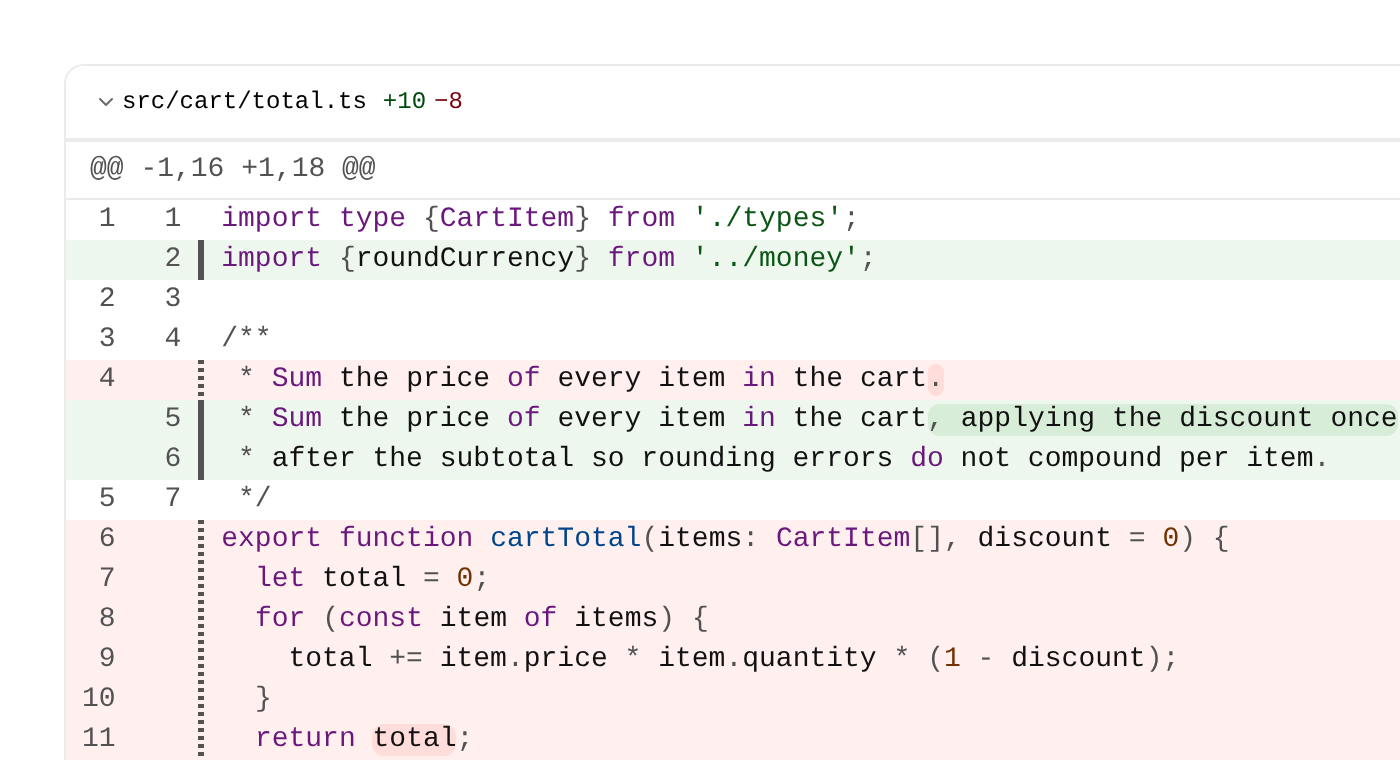 src/cart/total.ts +10 −8
@@ -1,16 +1,18 @@
1 1 import type {CartItem} from './types';
2 import {roundCurrency} from '../money';
2 3
3 4 /**
4 * Sum the price of every item in the cart.
5 * Sum the price of every item in the cart, applying the discount once
6 * after the subtotal so rounding errors do not compound per item.
5 7 */
6 export function cartTotal(items: CartItem[], discount = 0) {
7 let total = 0;
8 for (const item of items) {
9 total += item.price * item.quantity * (1 - discount);
10 }
11 return total;